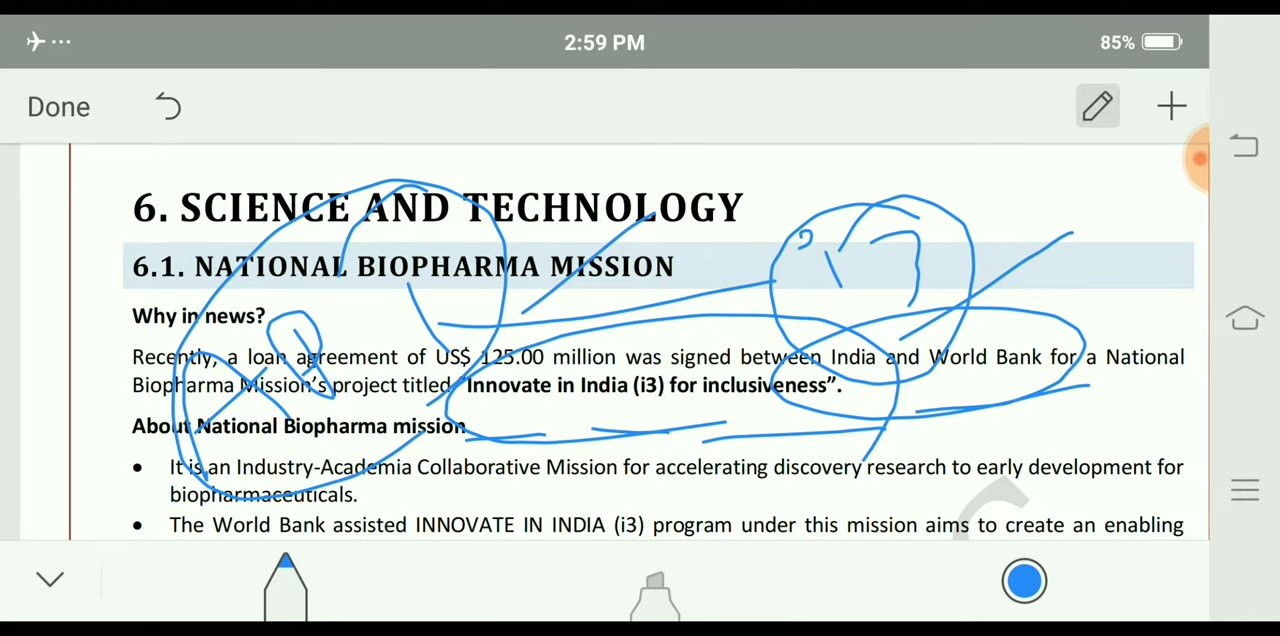 2:59 PM
85%
Done
6. SCIENCE AND TECHNOLOGY
6.1. NATIONAL BIOPHARMA MISSION
Why in news?
Recently, a loan agreement of US$ 125.00 million was signed between India and World Bank for a National
Biopharma Mission's project titled "Innovate in India (i3) for inclusiveness".
About National Biopharma mission
• It is an Industry-Academia Collaborative Mission for accelerating discovery research to early development for
biopharmaceuticals.
• The World Bank assisted INNOVATE IN INDIA (i3) program under this mission aims to create an enabling